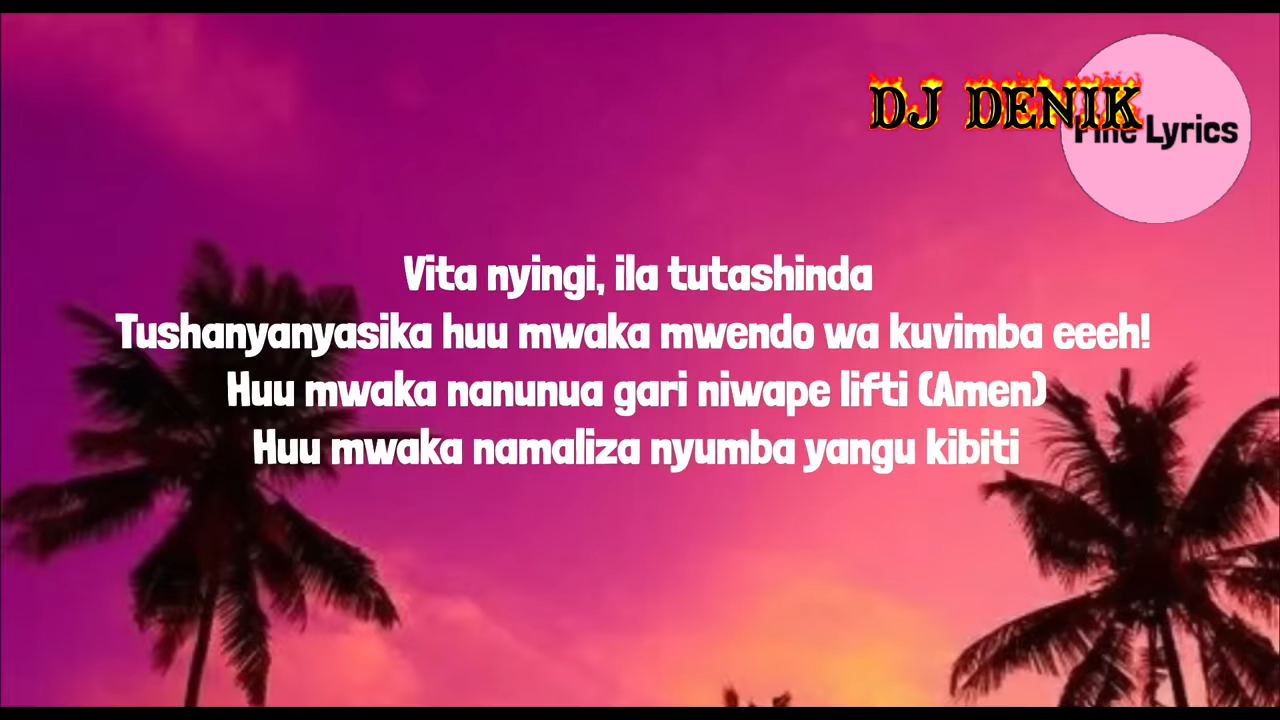 DJ DENIK
Fine Lyrics
Vita nyingi, ila tutashinda
Tushanyanyasika huu mwaka mwendo wa kuvimba eeeh!
Huu mwaka nanunua gari niwape lifti (Amen)
Huu mwaka namaliza nyumba yangu kibiti